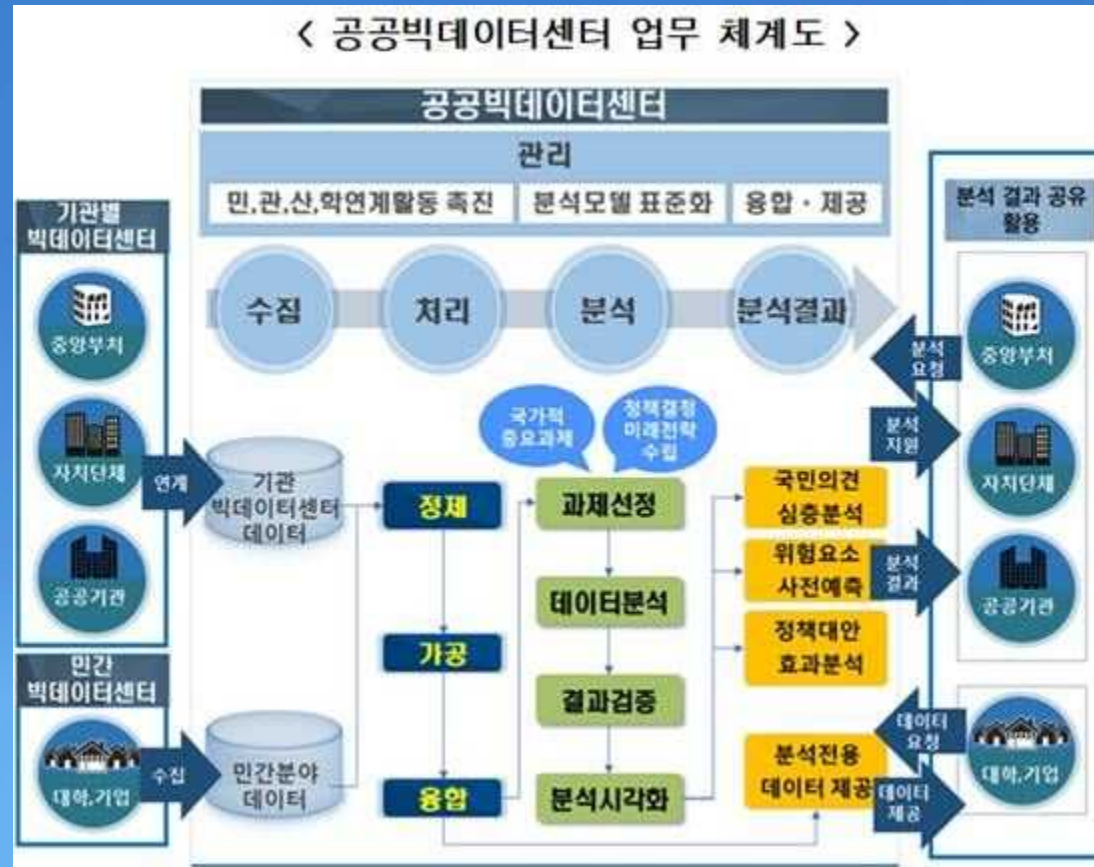 < 공공빅데이터센터 업무 체계도 >
공공빅데이터센터
관리
민,관,산,학연계활동 촉진
분석모델 표준화
융합·제공
기관별
빅데이터센터
중앙부처
자치단체
공공기관
연계
민간
빅데이터센터
대학,기업
수집
수집
처리
분석
분석결과
국가적
중요과제
정책결정
미래전략
수집
기관
빅데이터센터
데이터
민간분야
데이터
정제
가공
융합
과제선정
데이터분석
결과검증
분석시각화
국민의견
심층분석
위험요소
사전예측
정책대안
효과분석
분석전용
데이터 제공
분석
요청
분석
지원
분석
결과
데이터
요청
데이터
제공
분석 결과 공유
활용
중앙부처
자치단체
공공기관
대학,기업